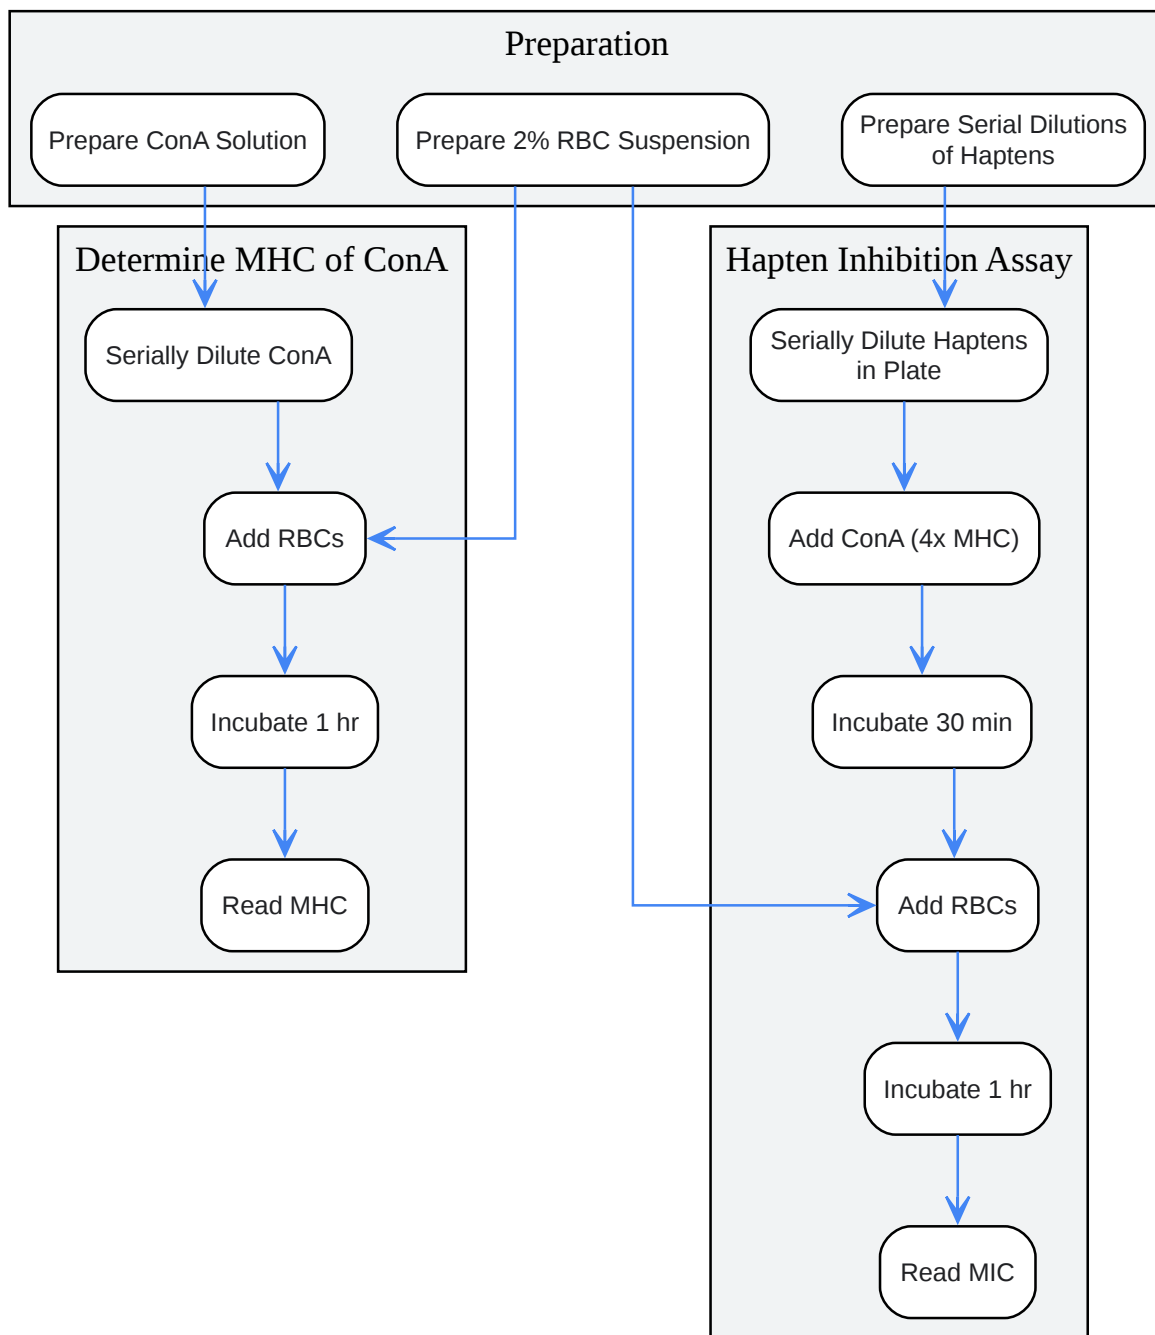 Preparation
Prepare ConA Solution
Prepare 2% RBC Suspension
Prepare Serial Dilutions
of Haptens
Determine MHC of ConA
Serially Dilute ConA
Add RBCs
Incubate 1 hr
Read MHC
Hapten Inhibition Assay
Serially Dilute Haptens
in Plate
Add ConA (4x MHC)
Incubate 30 min
Add RBCs
Incubate 1 hr
Read MIC